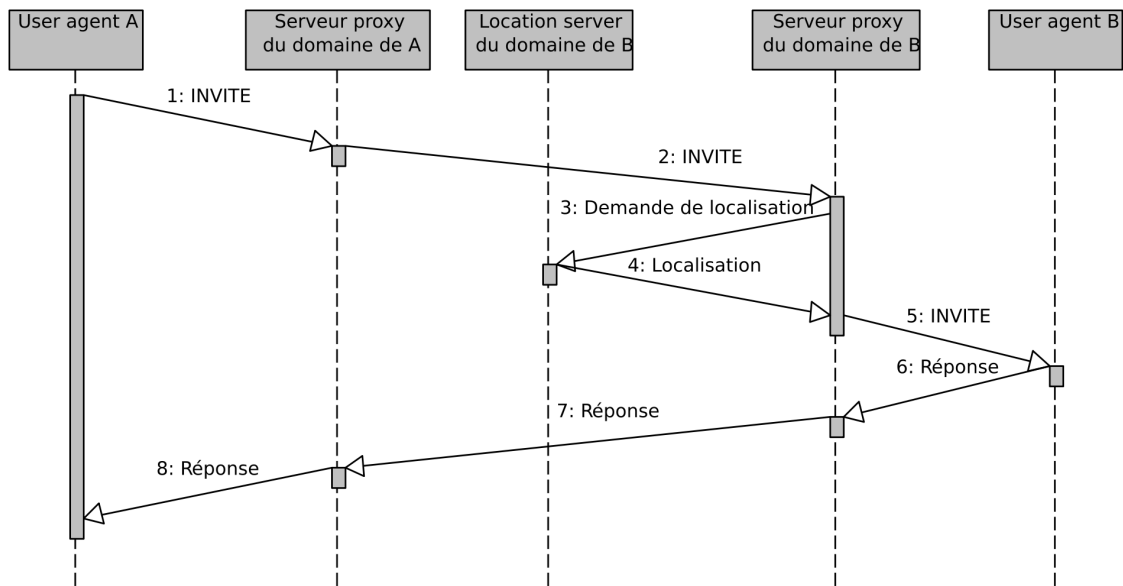 User agent A
Serveur proxy
du domaine de A
Location server
du domaine de B
Serveur proxy
du domaine de B
User agent B
1: INVITE
2: INVITE
3: Demande de localisation
4: Localisation
5: INVITE
6: Réponse
7: Réponse
8: Réponse